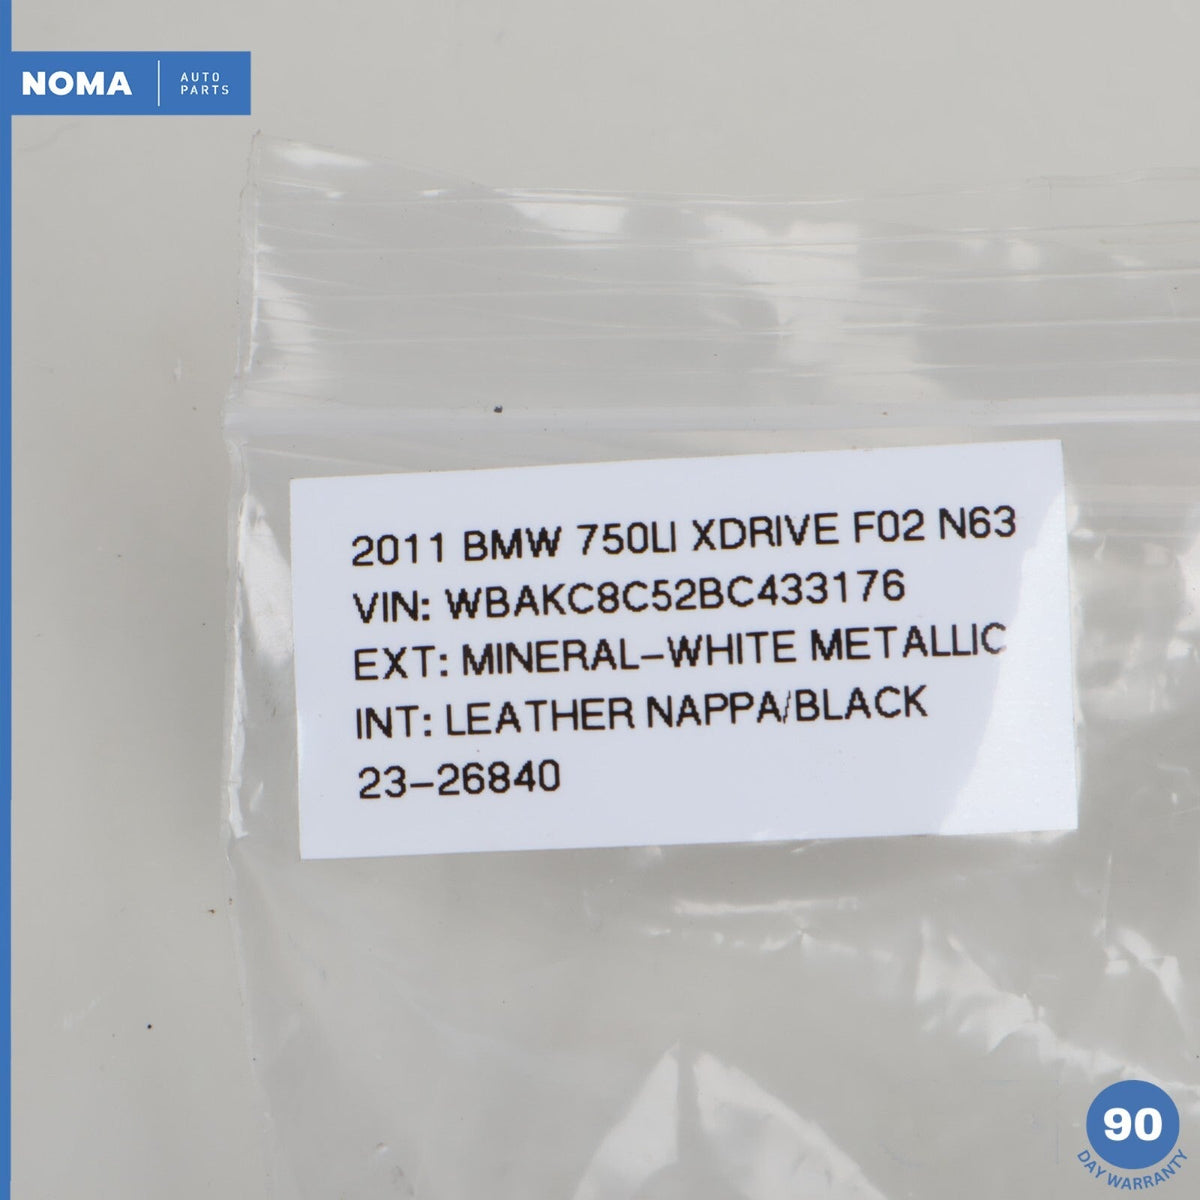 NOMA
AUTO
PARTS
2011 BMW 750LI XDRIVE F02 N63
VIN: WBAKC8C52BC433176
EXT: MINERAL-WHITE METALLIC
INT: LEATHER NAPPA/BLACK
23-26840
90
DAY WARRANTY